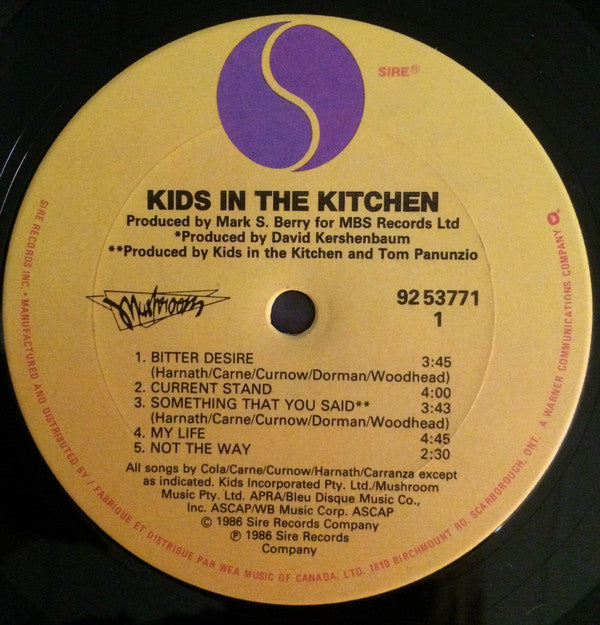 SIRE®
KIDS IN THE KITCHEN
Produced by Mark S. Berry for MBS Records Ltd
*Produced by David Kershenbaum
**Produced by Kids in the Kitchen and Tom Panunzio
Mushroom
92 53771
1
1. BITTER DESIRE 3:45
(Harnath/Carne/Curnow/Dorman/Woodhead)
2. CURRENT STAND 4:00
3. SOMETHING THAT YOU SAID** 3:43
(Harnath/Carne/Curnow/Dorman/Woodhead)
4. MY LIFE 4:45
5. NOT THE WAY 2:30
All songs by Cola/Carne/Curnow/Harnath/Carranza except
as indicated. Kids Incorporated Pty. Ltd./Mushroom
Music Pty. Ltd. APRA/Bleu Disque Music Co.,
Inc. ASCAP/WB Music Corp. ASCAP
© 1986 Sire Records Company
℗ 1986 Sire Records
Company
SIRE RECORDS INC. • MANUFACTURED AND DISTRIBUTED BY / FABRIQUE ET DISTRIBUE PAR WEA MUSIC OF CANADA, LTD. 1810 BIRCHMOUNT RD. SCARBOROUGH, ONT. A WARNER COMMUNICATIONS COMPANY